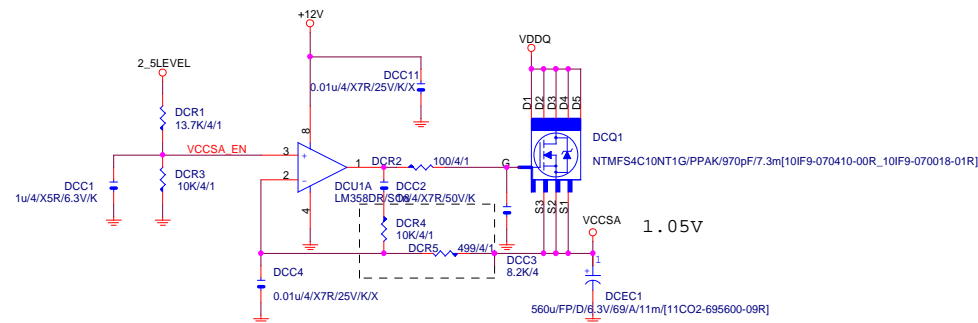 +12V
VDDQ
2_5LEVEL
DCC11
0.01u/4/X7R/25V/K/X
D1
D2
D3
D4
D5
DCR1
13.7K/4/1
8
DCQ1
VCCSA_EN
3
+
1
DCR2
100/4/1
G
NTMFS4C10NT1G/PPAK/970pF/7.3m[10IF9-070410-00R_10IF9-070018-01R]
DCC1
1u/4/X5R/6.3V/K
DCR3
10K/4/1
2
-
4
DCU1A
LM358DR/SO8
DCC2
S3
S2
S1
VCCSA
1.05V
DCR4
10K/4/1
DCR5
499/4/1
DCC3
8.2K/4
DCC4
0.01u/4/X7R/25V/K/X
+
1
DCEC1
560u/FP/D/6.3V/69/A/11m/[11CO2-695600-09R]